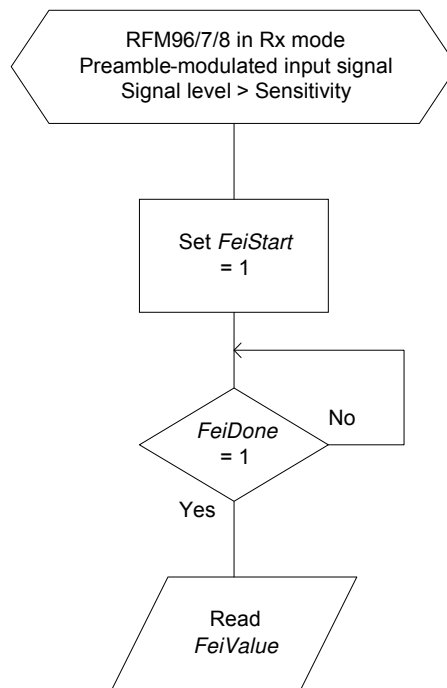 RFM96/7/8 in Rx mode
Preamble-modulated input signal
Signal level > Sensitivity
Set FeiStart
= 1
No
FeiDone
= 1
Yes
Read
FeiValue